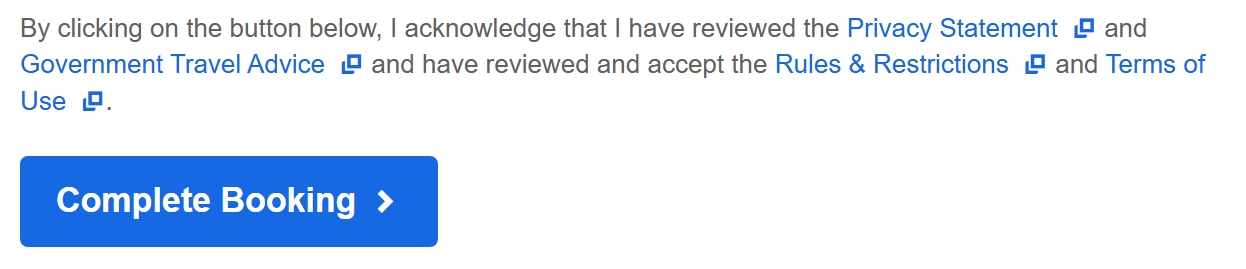 By clicking on the button below, I acknowledge that I have reviewed the Privacy Statement and
Government Travel Advice and have reviewed and accept the Rules & Restrictions and Terms of
Use .
Complete Booking